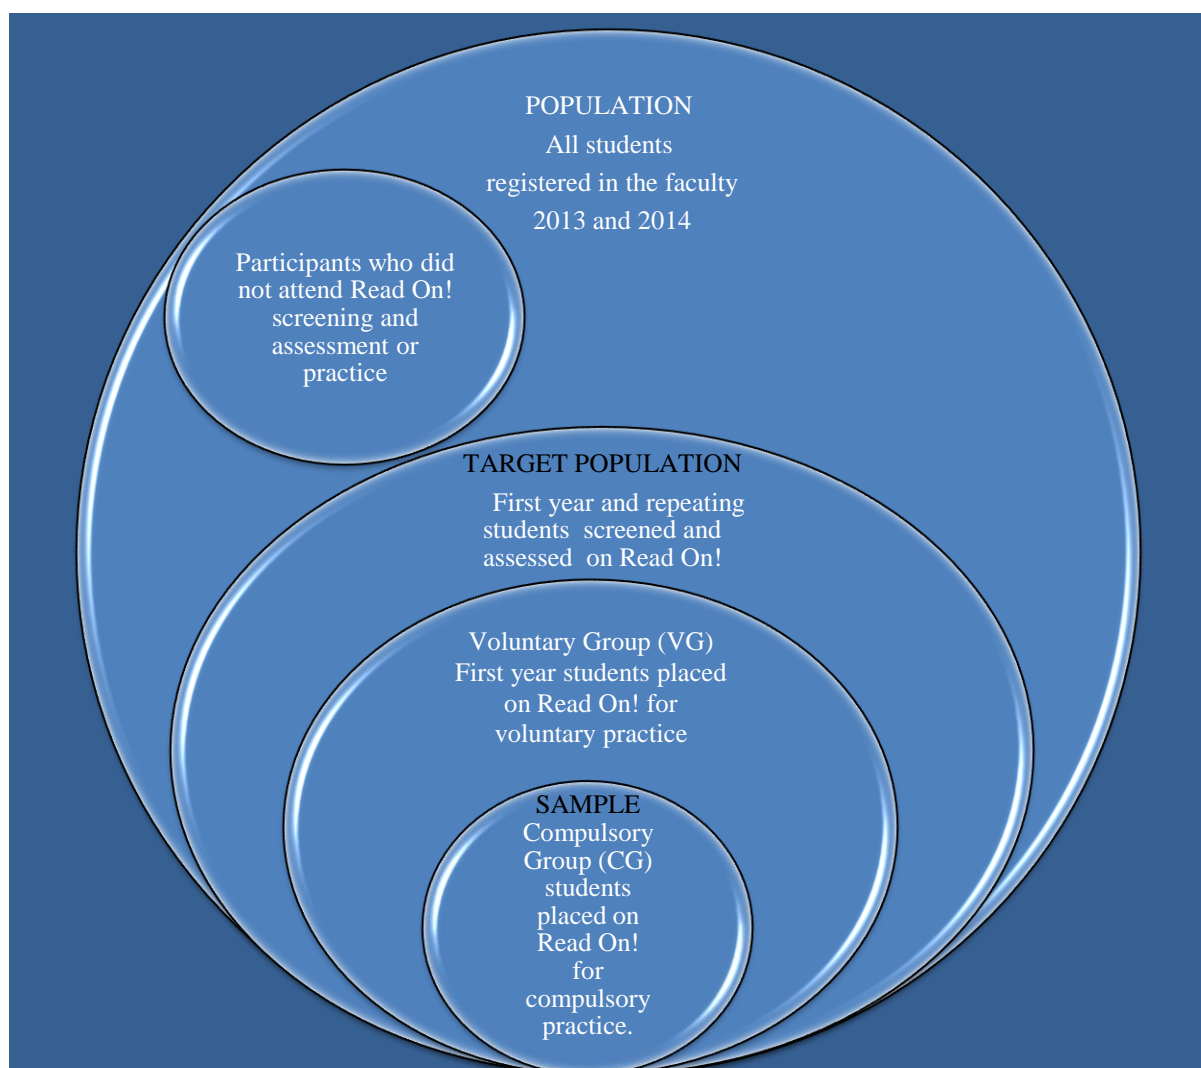 POPULATION
All students
registered in the faculty
2013 and 2014
Participants who did
not attend Read On!
screening and
assessment or
practice
TARGET POPULATION
First year and repeating
students screened and
assessed on Read On!
Voluntary Group (VG)
First year students placed
on Read On! for
voluntary practice
SAMPLE
Compulsory
Group (CG)
students
placed on
Read On!
for
compulsory
practice.